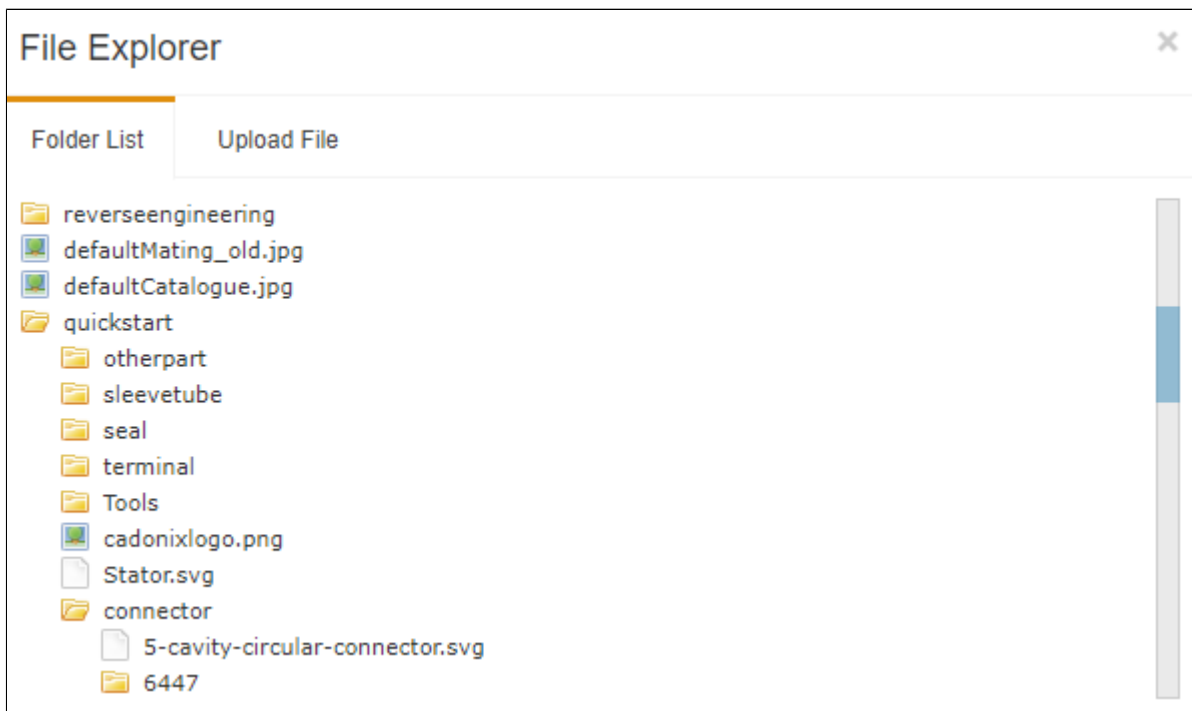 File Explorer
Folder List Upload File
reverseengineering
defaultMating_old.jpg
defaultCatalogue.jpg
quickstart
otherpart
sleevetube
seal
terminal
Tools
cadonixlogo.png
Stator.svg
connector
5-cavity-circular-connector.svg
6447